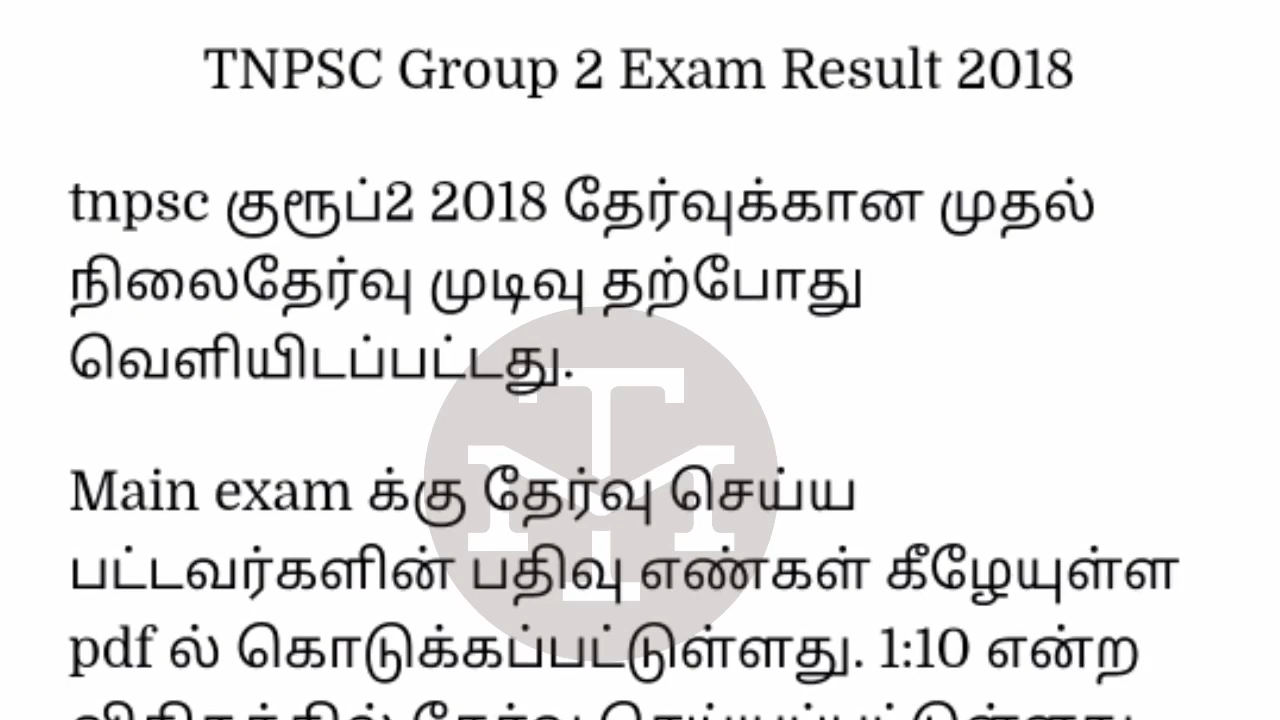 TNPSC Group 2 Exam Result 2018
tnpsc குரூப்2 2018 தேர்வுக்கான முதல்
நிலைதேர்வு முடிவு தற்போது
வெளியிடப்பட்டது.
Main exam க்கு தேர்வு செய்ய
பட்டவர்களின் பதிவு எண்கள் கீழேயுள்ள
pdf ல் கொடுக்கப்பட்டுள்ளது. 1:10 என்ற